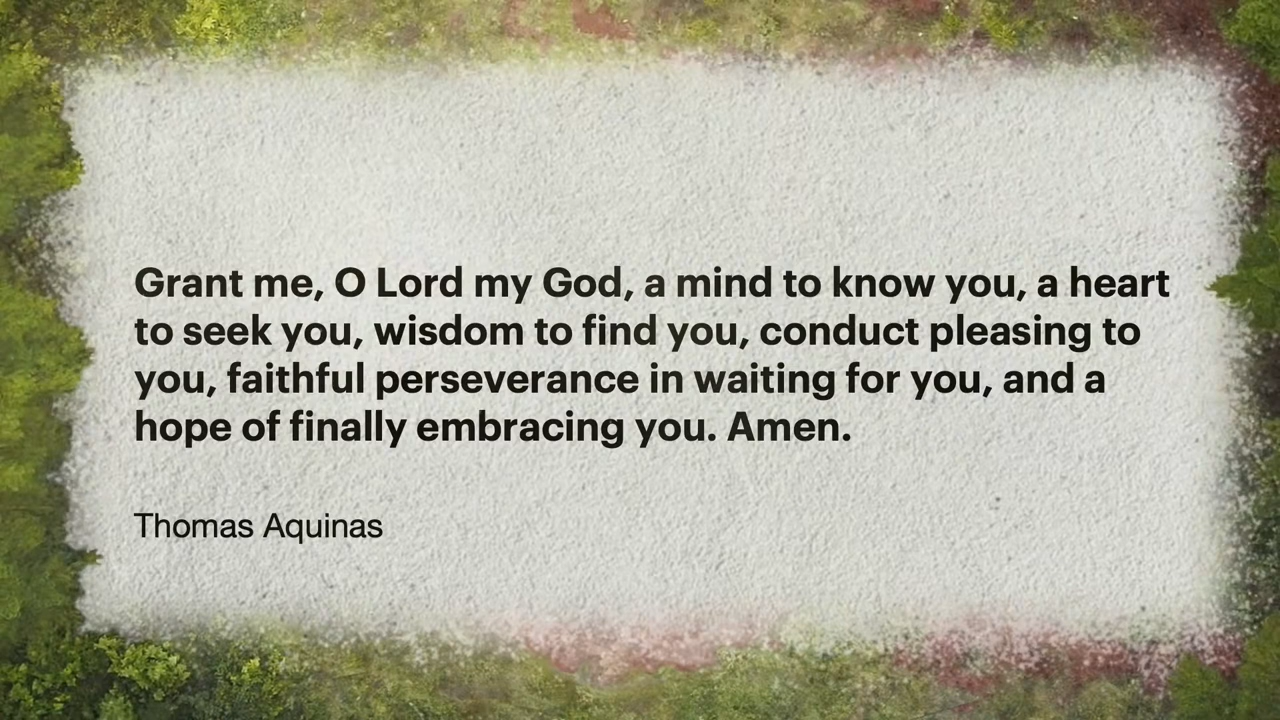 Grant me, O Lord my God, a mind to know you, a heart
to seek you, wisdom to find you, conduct pleasing to
you, faithful perseverance in waiting for you, and a
hope of finally embracing you. Amen.
Thomas Aquinas